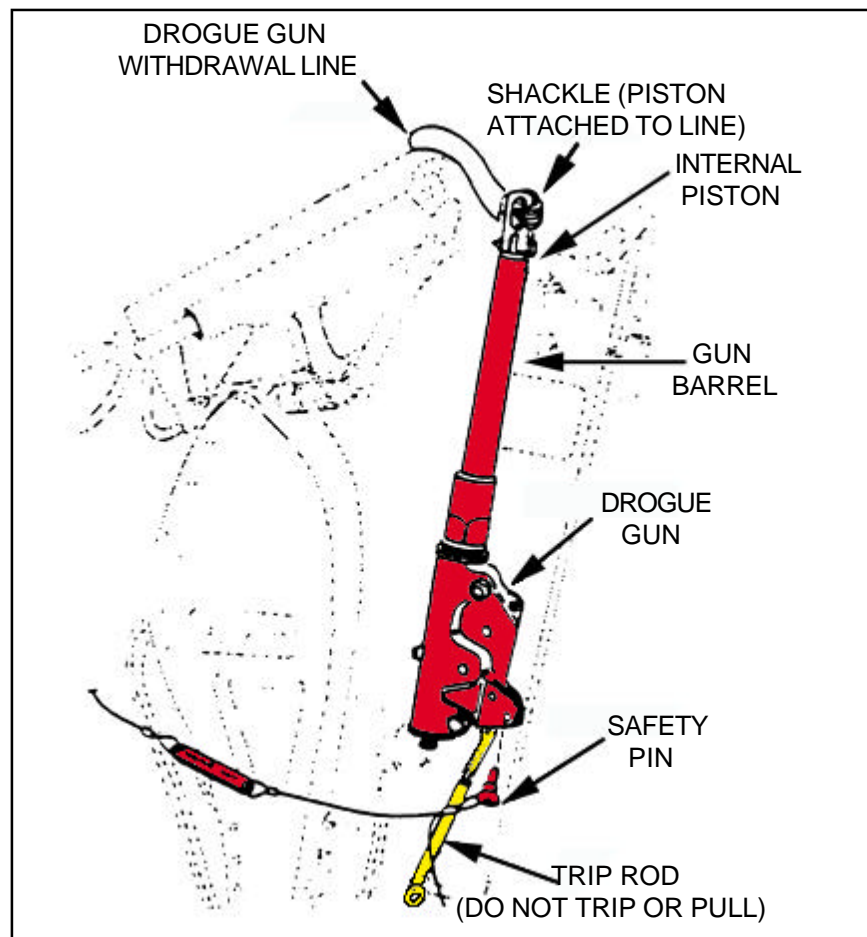 DROGUE GUN
WITHDRAWAL LINE
SHACKLE (PISTON
ATTACHED TO LINE)
INTERNAL
PISTON
GUN
BARREL
DROGUE
GUN
SAFETY
PIN
TRIP ROD
(DO NOT TRIP OR PULL)